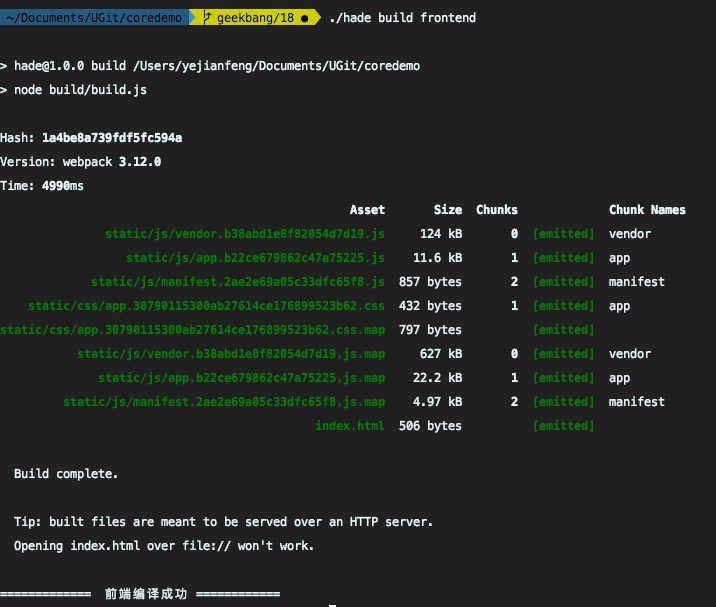 ~/Documents/UGit/coredemo geekbang/18 ● ./hade build frontend
> hade@1.0.0 build /Users/yejianfeng/Documents/UGit/coredemo
> node build/build.js
Hash: 1a4be8a739fdf5fc594a
Version: webpack 3.12.0
Time: 4990ms
Asset Size Chunks Chunk Names
static/js/vendor.b38abd1e8f82054d7d19.js 124 kB 0 [emitted] vendor
static/js/app.b22ce679862c47a75225.js 11.6 kB 1 [emitted] app
static/js/manifest.2ae2e69a05c33dfc65f8.js 857 bytes 2 [emitted] manifest
static/css/app.30790115300ab27614ce176899523b62.css 432 bytes 1 [emitted] app
static/css/app.30790115300ab27614ce176899523b62.css.map 797 bytes [emitted]
static/js/vendor.b38abd1e8f82054d7d19.js.map 627 kB 0 [emitted] vendor
static/js/app.b22ce679862c47a75225.js.map 22.2 kB 1 [emitted] app
static/js/manifest.2ae2e69a05c33dfc65f8.js.map 4.97 kB 2 [emitted] manifest
index.html 506 bytes [emitted]
Build complete.
Tip: built files are meant to be served over an HTTP server.
Opening index.html over file:// won't work.
============= 前端编译成功 ============